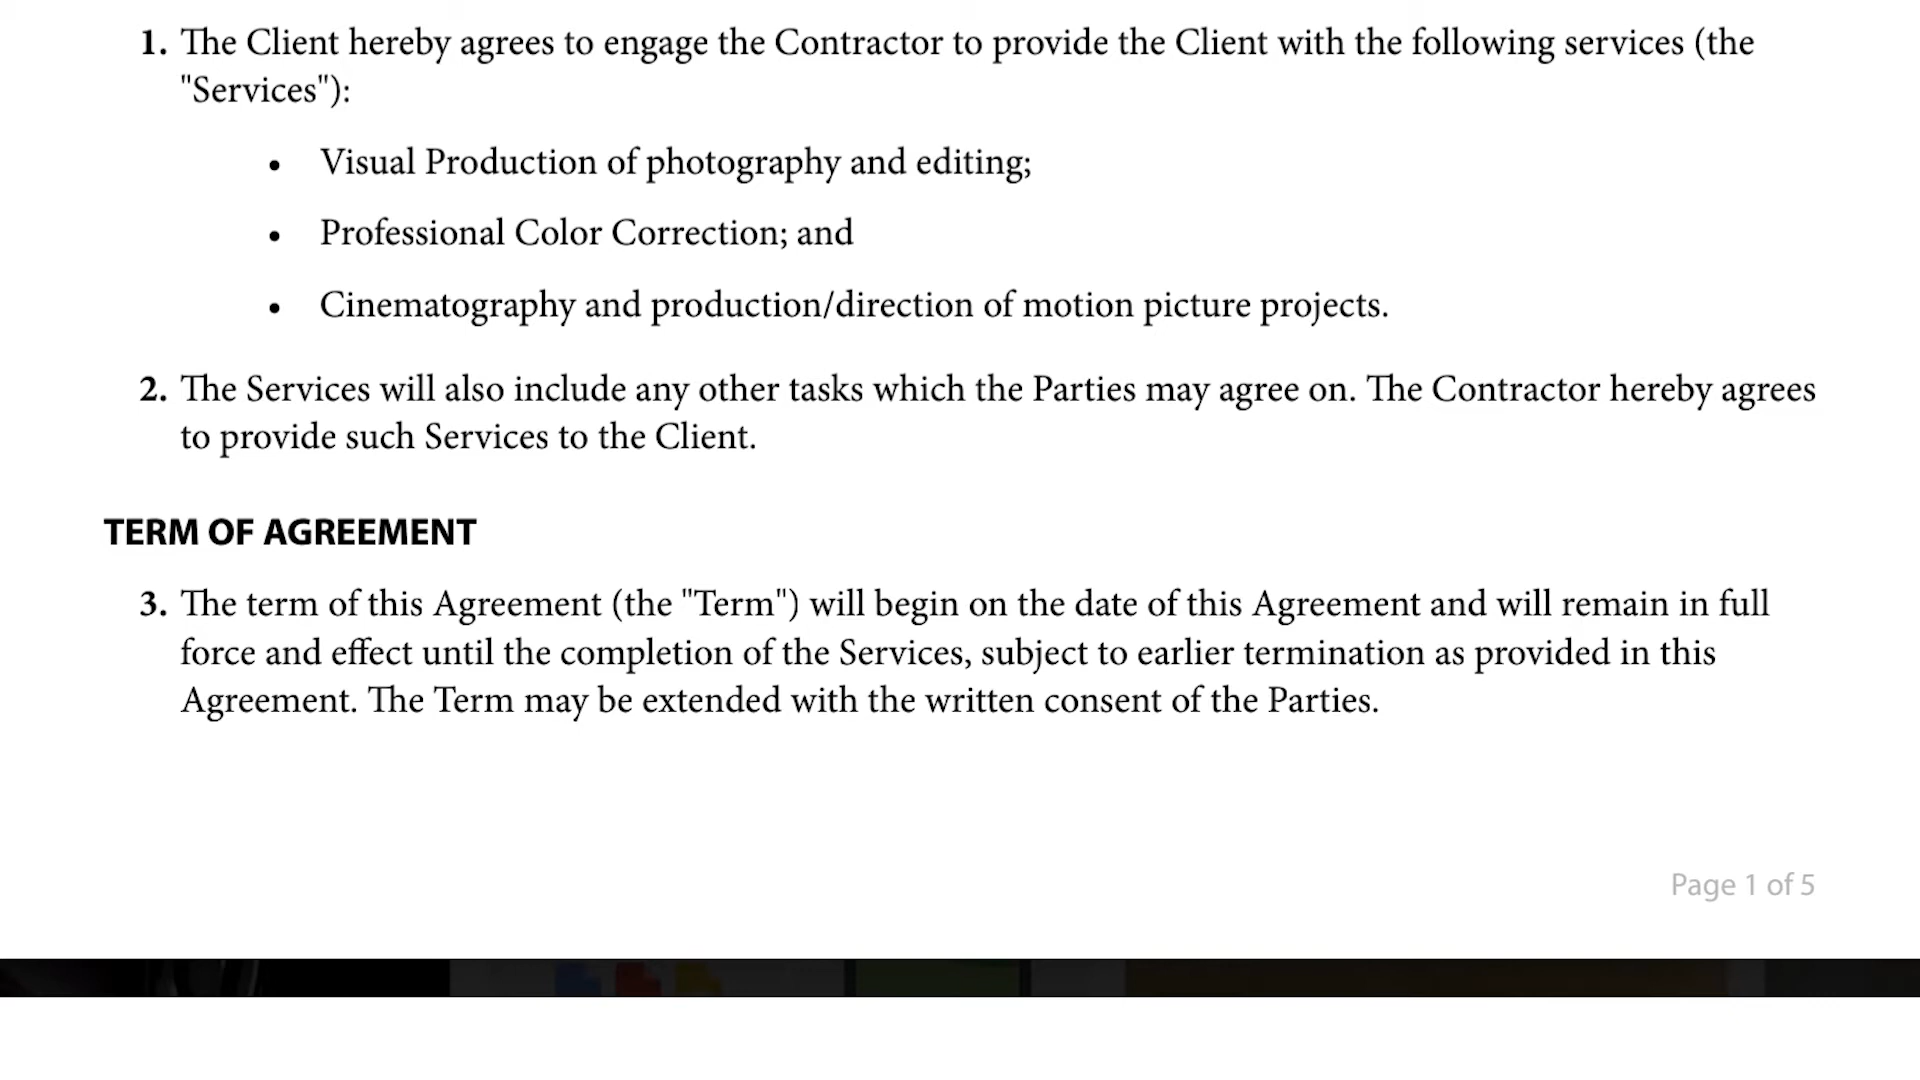 1. The Client hereby agrees to engage the Contractor to provide the Client with the following services (the
"Services"):
• Visual Production of photography and editing;
• Professional Color Correction; and
• Cinematography and production/direction of motion picture projects.
2. The Services will also include any other tasks which the Parties may agree on. The Contractor hereby agrees
to provide such Services to the Client.
TERM OF AGREEMENT
3. The term of this Agreement (the "Term") will begin on the date of this Agreement and will remain in full
force and effect until the completion of the Services, subject to earlier termination as provided in this
Agreement. The Term may be extended with the written consent of the Parties.
Page 1 of 5